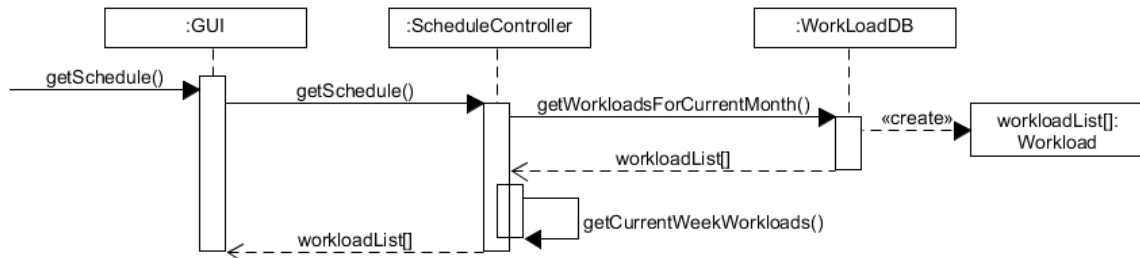 :GUI
:ScheduleController
:WorkLoadDB
getSchedule()
getSchedule()
getWorkloadsForCurrentMonth()
«create»
workloadList[]:
Workload
workloadList[]
getCurrentWeekWorkloads()
workloadList[]